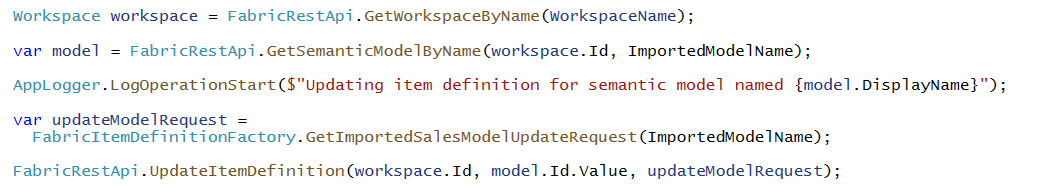 Workspace workspace = FabricRestApi.GetWorkspaceByName(WorkspaceName);
var model = FabricRestApi.GetSemanticModelByName(workspace.Id, ImportedModelName);
AppLogger.LogOperationStart($"Updating item definition for semantic model named {model.DisplayName}");
var updateModelRequest =
FabricItemDefinitionFactory.GetImportedSalesModelUpdateRequest(ImportedModelName);
FabricRestApi.UpdateItemDefinition(workspace.Id, model.Id.Value, updateModelRequest);